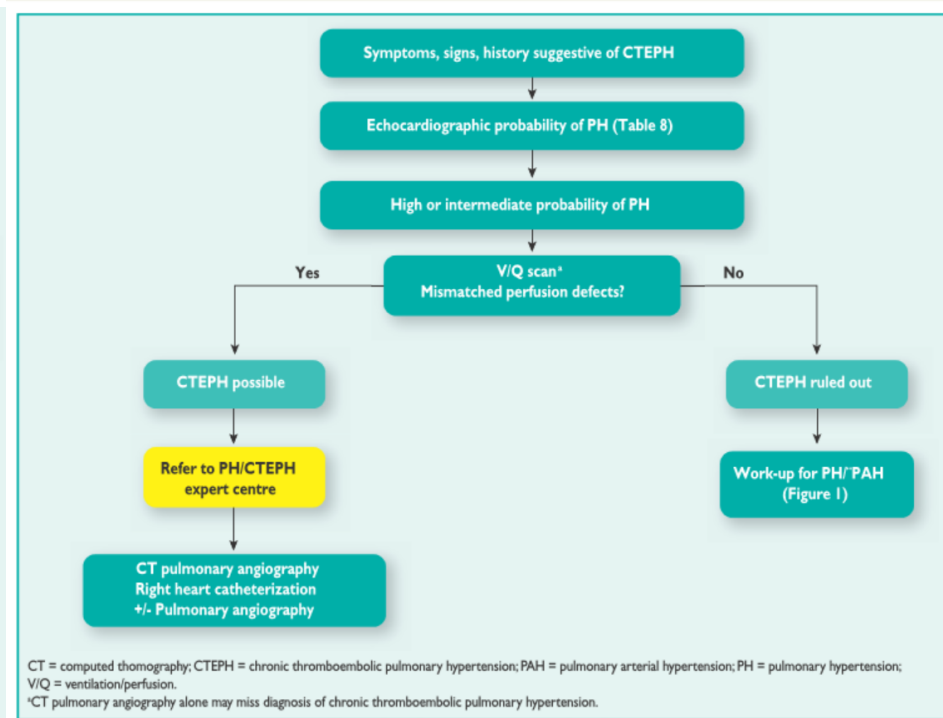 Symptoms, signs, history suggestive of CTEPH
Echocardiographic probability of PH (Table 8)
High or intermediate probability of PH
V/Q scanᵃ
Mismatched perfusion defects?
Yes
No
CTEPH possible
CTEPH ruled out
Refer to PH/CTEPH
expert centre
Work-up for PH/¨PAH
(Figure 1)
CT pulmonary angiography
Right heart catheterization
+/- Pulmonary angiography
CT = computed thomography; CTEPH = chronic thromboembolic pulmonary hypertension; PAH = pulmonary arterial hypertension; PH = pulmonary hypertension;
V/Q = ventilation/perfusion.
ᵃCT pulmonary angiography alone may miss diagnosis of chronic thromboembolic pulmonary hypertension.